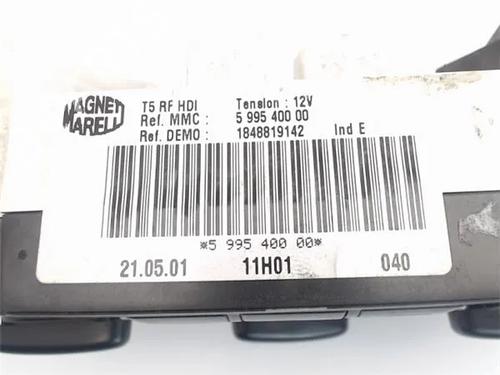 MAGNETI MARELLI
T5 RF HDI Tension : 12V
Ref. MMC : 5 995 400 00
Ref. DEMO : 1848819142 Ind E
*5 995 400 00*
21.05.01 11H01 040